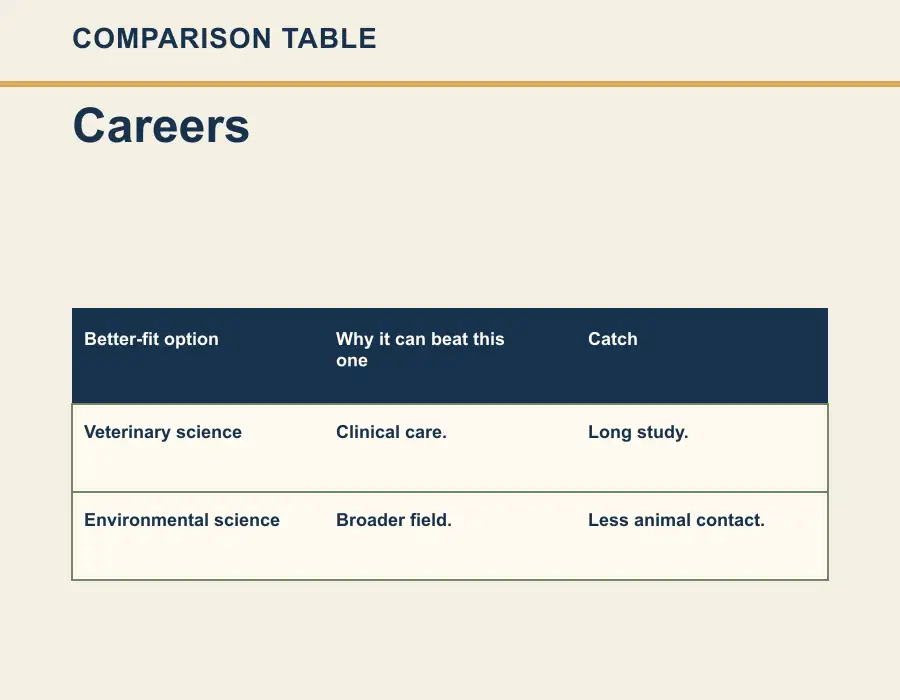 COMPARISON TABLE
Careers
Better-fit option
Why it can beat this
one
Catch
Veterinary science
Clinical care.
Long study.
Environmental science
Broader field.
Less animal contact.